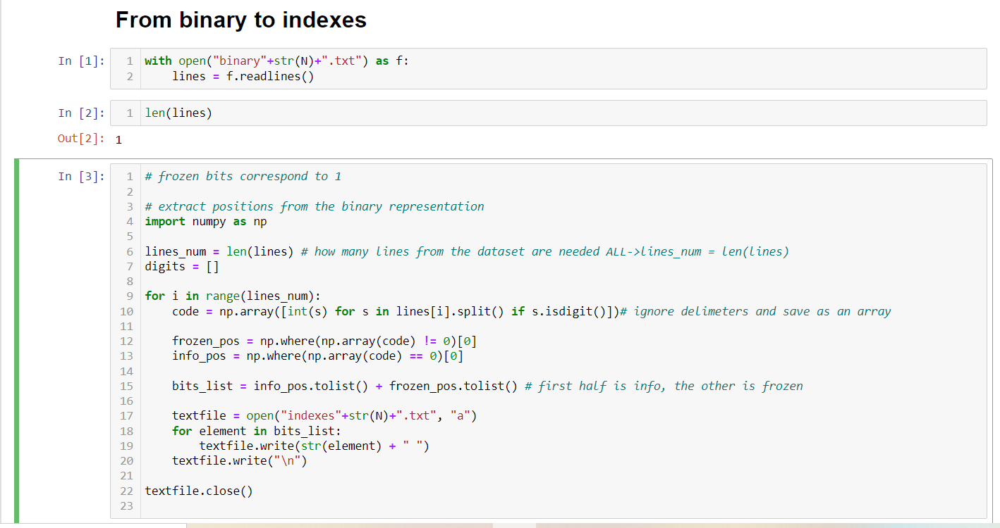 From binary to indexes
In [1]:
1 with open("binary"+str(N)+".txt") as f:
2     lines = f.readlines()
In [2]:
1 len(lines)
Out[2]: 1
In [3]:
1 # frozen bits correspond to 1
2
3 # extract positions from the binary representation
4 import numpy as np
5
6 lines_num = len(lines) # how many lines from the dataset are needed ALL->lines_num = len(lines)
7 digits = []
8
9 for i in range(lines_num):
10     code = np.array([int(s) for s in lines[i].split() if s.isdigit()])# ignore delimeters and save as an array
11
12     frozen_pos = np.where(np.array(code) != 0)[0]
13     info_pos = np.where(np.array(code) == 0)[0]
14
15     bits_list = info_pos.tolist() + frozen_pos.tolist() # first half is info, the other is frozen
16
17     textfile = open("indexes"+str(N)+".txt", "a")
18     for element in bits_list:
19         textfile.write(str(element) + " ")
20     textfile.write("\n")
21
22 textfile.close()
23